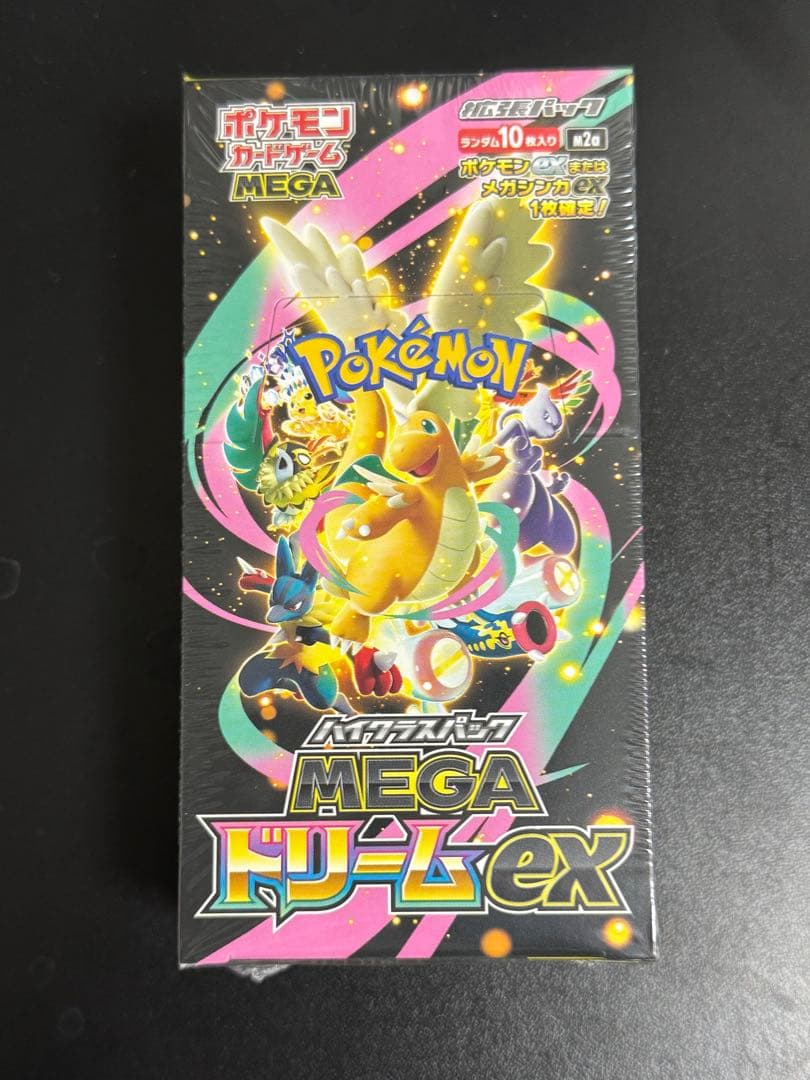 ポケモン
カードゲーム
MEGA
拡張パック
ランダム10枚入り M2a
ポケモンexまたは
メガシンカex
1枚確定!
POKéMON
ハイクラスパック
MEGA
ドリームex